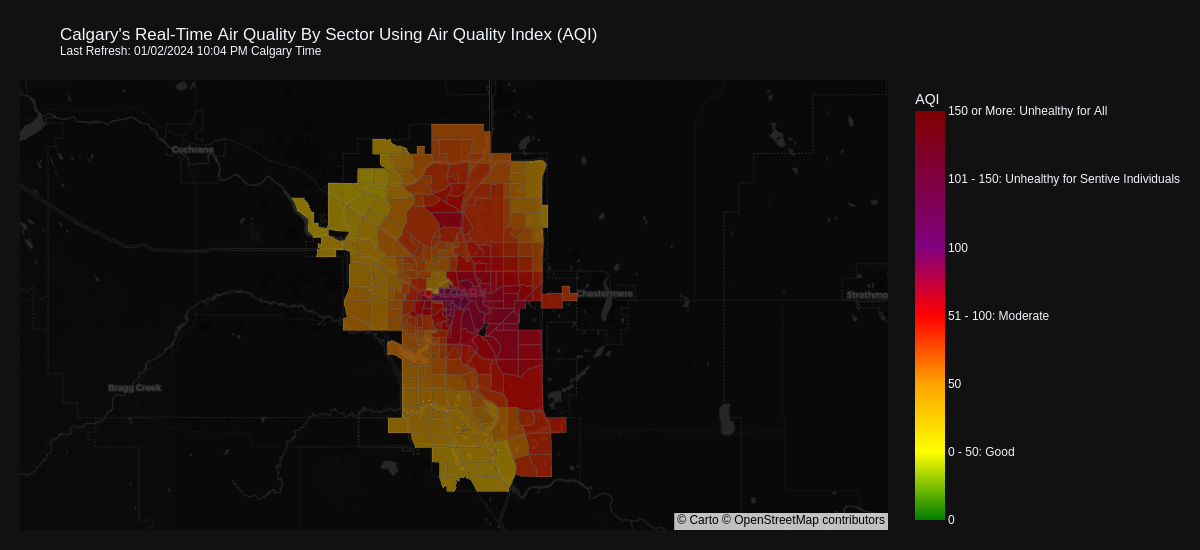 Calgary's Real-Time Air Quality By Sector Using Air Quality Index (AQI)
Last Refresh: 01/02/2024 10:04 PM Calgary Time
AQI
150 or More: Unhealthy for All
Cochrane
101 - 150: Unhealthy for Sentive Individuals
100
CALGARY
Chestermere
Strathmo
51 - 100: Moderate
50
Bragg Creek
0 - 50: Good
0
© Carto © OpenStreetMap contributors